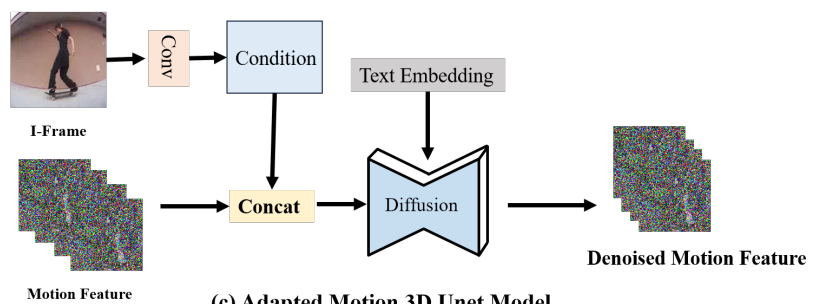 Conv
Condition
Text Embedding
I-Frame
Concat
Diffusion
Denoised Motion Feature
Motion Feature
(c) Adapted Motion 3D Unet Model